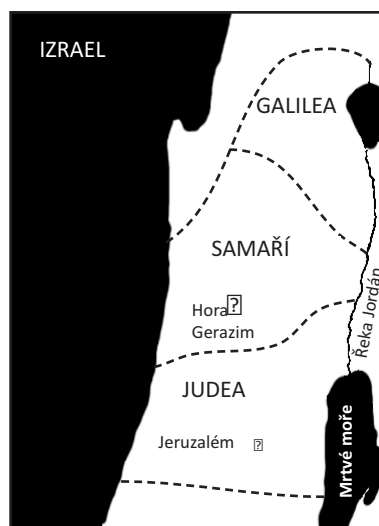 IZRAEL
GALILEA
SAMAŘÍ
Hora
Gerazim
Řeka Jordán
JUDEA
Jeruzalém
Mrtvé moře